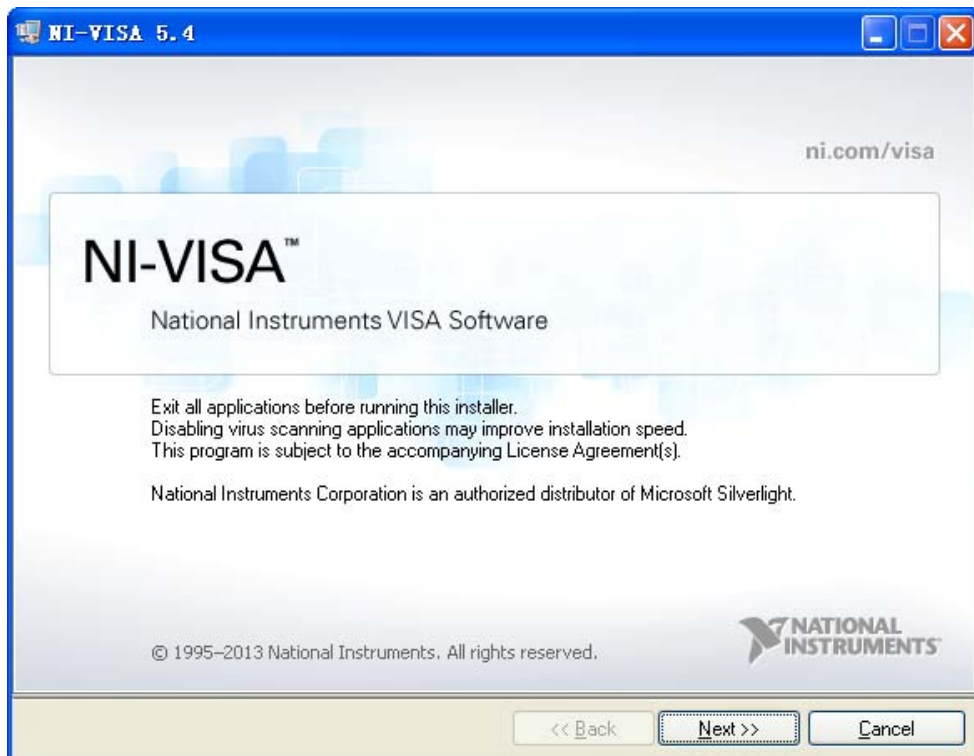 NI-VISA 5.4
ni.com/visa
NI-VISA™
National Instruments VISA Software
Exit all applications before running this installer.
Disabling virus scanning applications may improve installation speed.
This program is subject to the accompanying License Agreement(s).
National Instruments Corporation is an authorized distributor of Microsoft Silverlight.
© 1995–2013 National Instruments. All rights reserved.
NATIONAL
INSTRUMENTS
<< Back
Next >>
Cancel